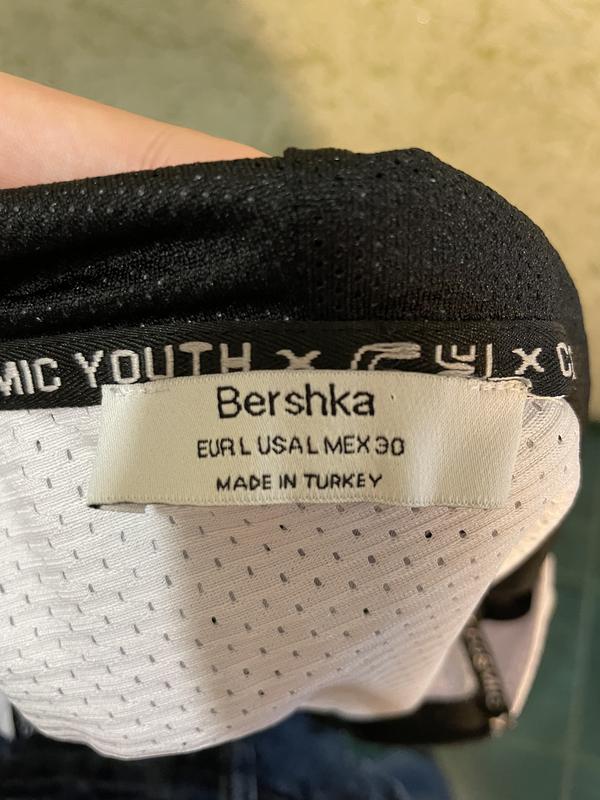 MIC YOUTH X X
Bershka
EUR L USA L MEX 30
MADE IN TURKEY